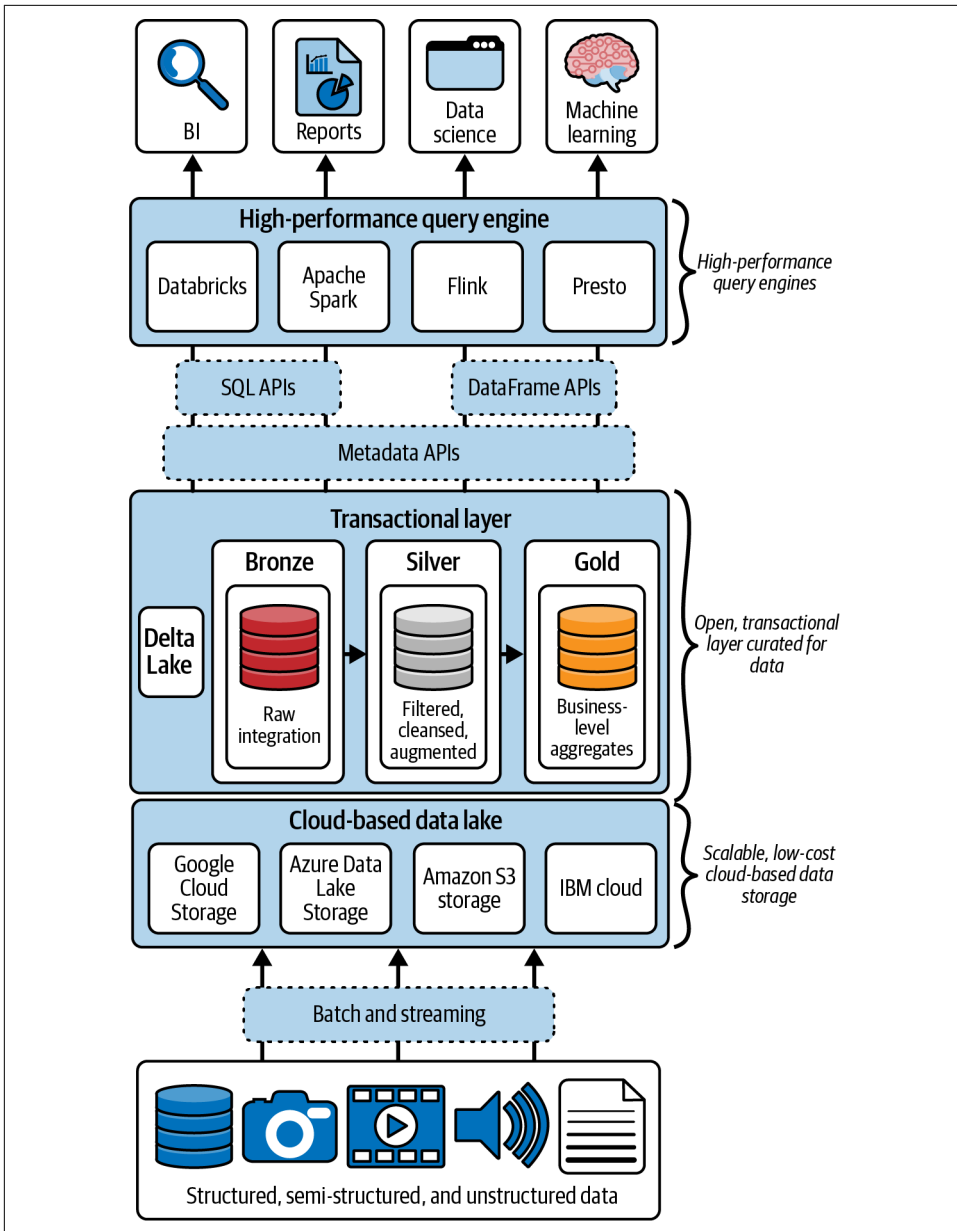 BI
Reports
Data
science
Machine
learning
High-performance query engine
Databricks
Apache
Spark
Flink
Presto
High-performance
query engines
SQL APIs
DataFrame APIs
Metadata APIs
Transactional layer
Delta
Lake
Bronze
Raw
integration
Silver
Filtered,
cleansed,
augmented
Gold
Business-
level
aggregates
Open, transactional
layer curated for
data
Cloud-based data lake
Google
Cloud
Storage
Azure Data
Lake
Storage
Amazon S3
storage
IBM cloud
Scalable, low-cost
cloud-based data
storage
Batch and streaming
Structured, semi-structured, and unstructured data